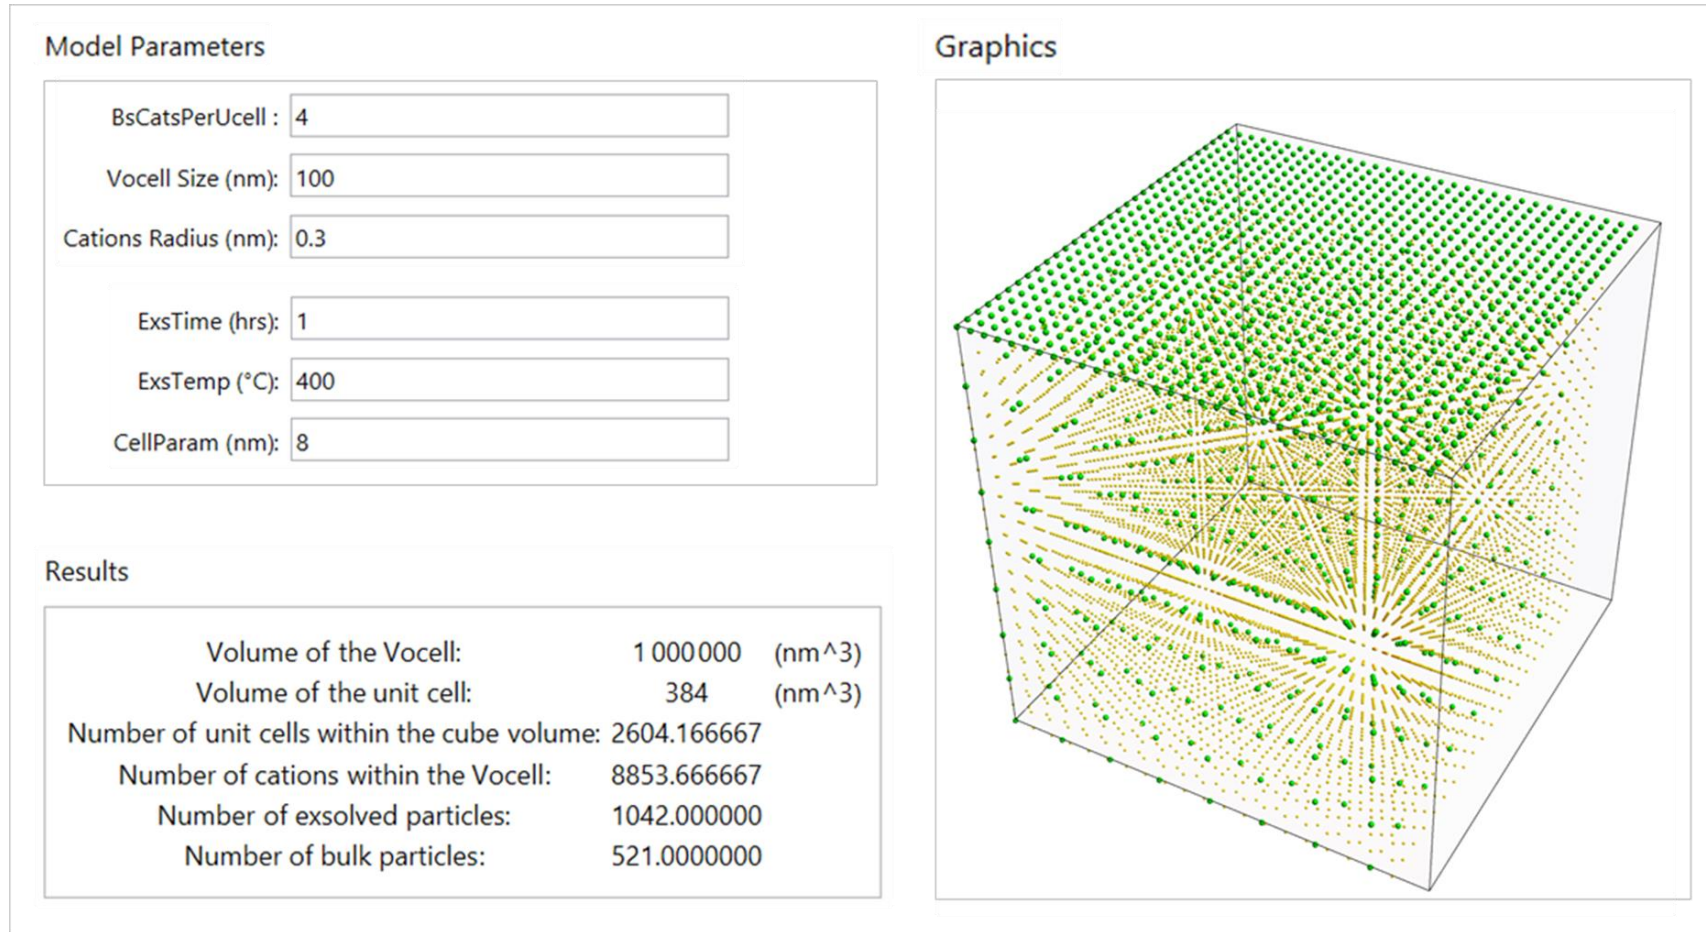 Model Parameters
BsCatsPerUcell : 4
Vocell Size (nm): 100
Cations Radius (nm): 0.3
ExsTime (hrs): 1
ExsTemp (°C): 400
CellParam (nm): 8
Results
Volume of the Vocell: 1 000 000 (nm^3)
Volume of the unit cell: 384 (nm^3)
Number of unit cells within the cube volume: 2604.166667
Number of cations within the Vocell: 8853.666667
Number of exsolved particles: 1042.000000
Number of bulk particles: 521.0000000
Graphics